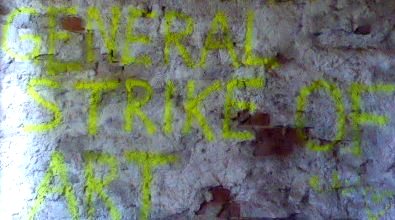 GENERAL
STRIKE OF
ART